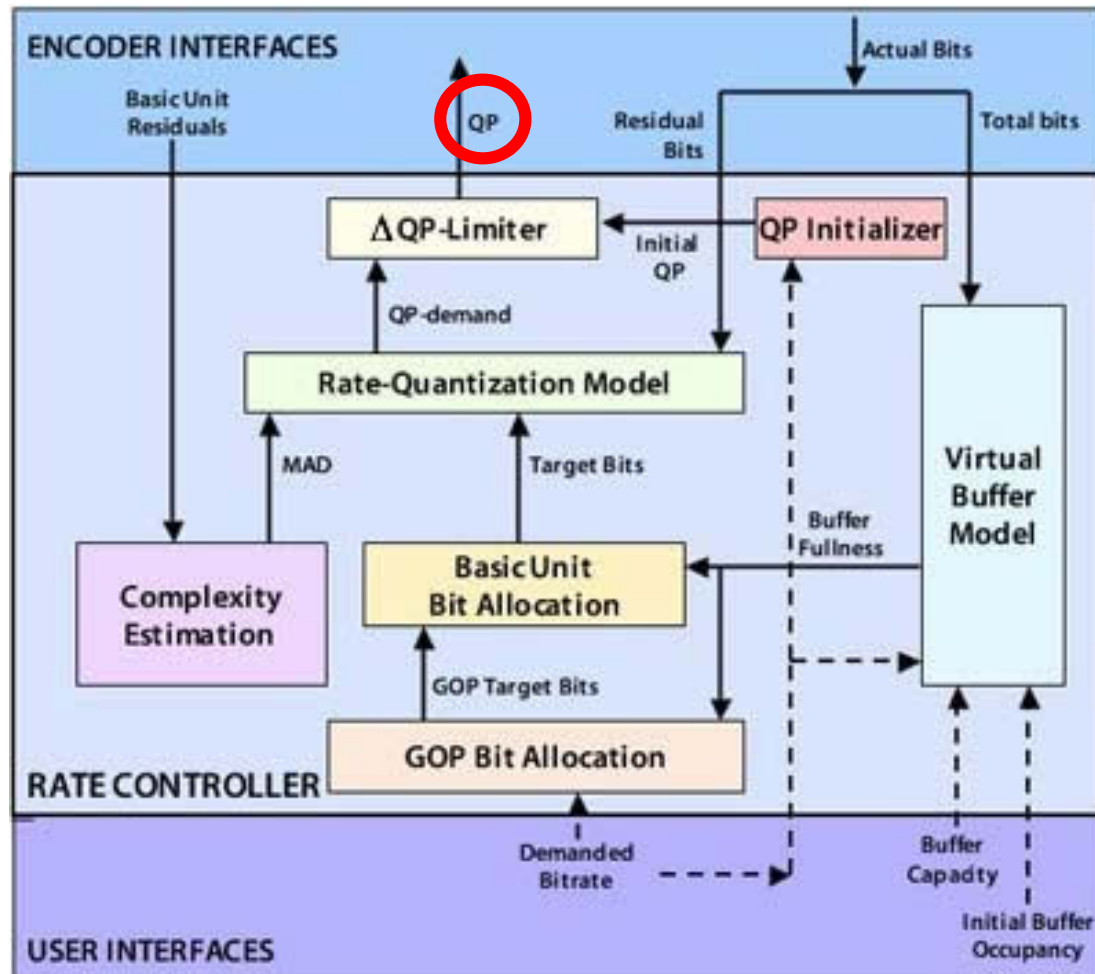 ENCODER INTERFACES
Actual Bits
Basic Unit
Residuals
QP
Residual
Bits
Total bits
ΔQP-Limiter
QP Initializer
Initial
QP
QP-demand
Rate-Quantization Model
MAD
Target Bits
Virtual
Buffer
Model
Buffer
Fullness
Complexity
Estimation
Basic Unit
Bit Allocation
GOP Target Bits
GOP Bit Allocation
RATE CONTROLLER
Demanded
Bitrate
Buffer
Capadty
Initial Buffer
Occupancy
USER INTERFACES